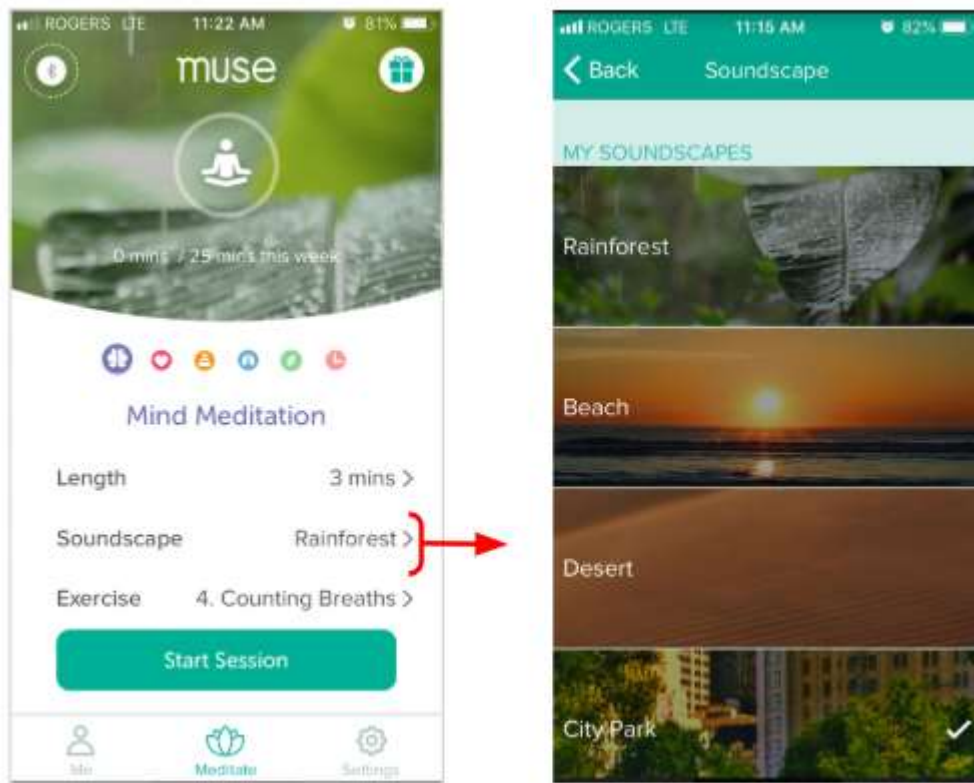 ROGERS LTE 11:22 AM 81%
muse
0 mins / 25 mins this week
Mind Meditation
Length 3 mins >
Soundscape Rainforest >
Exercise 4. Counting Breaths >
Start Session
Me Meditate Settings
ROGERS LTE 11:15 AM 82%
Back Soundscape
MY SOUNDSCAPES
Rainforest
Beach
Desert
City Park